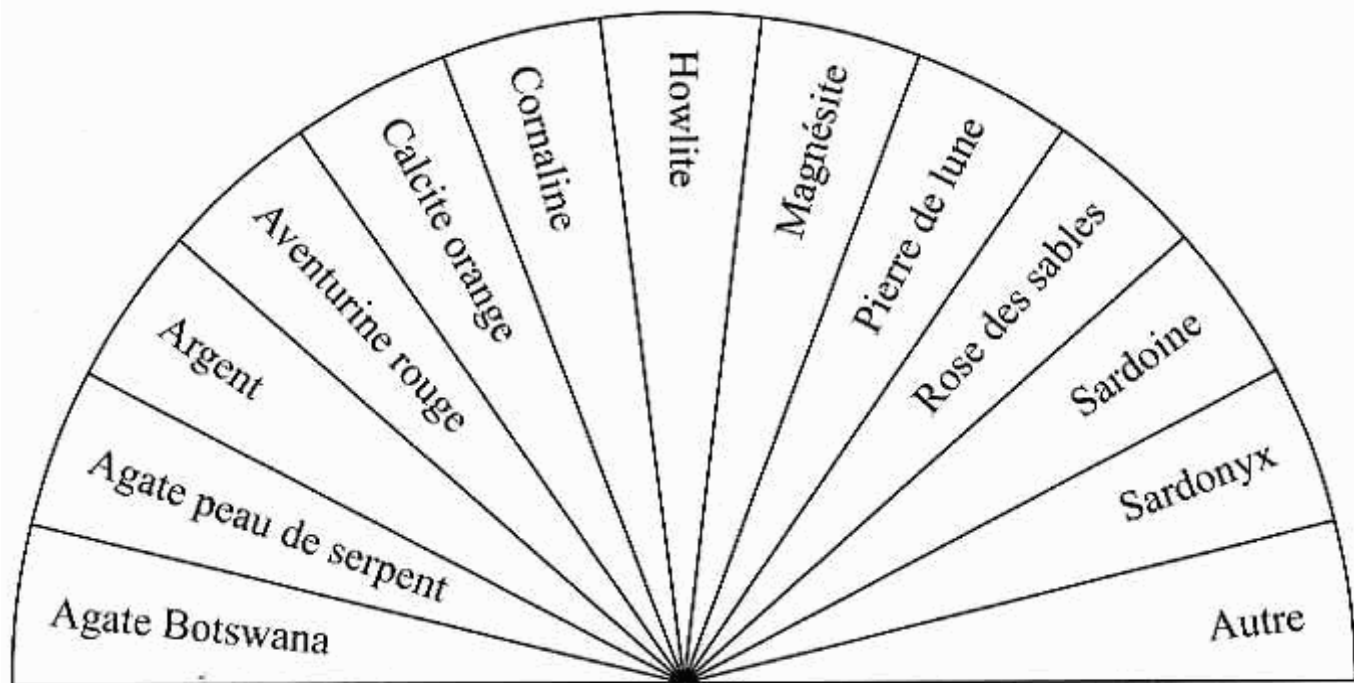 Agate Botswana
Agate peau de serpent
Argent
Aventurine rouge
Calcite orange
Cornaline
Howlite
Magnésite
Pierre de lune
Rose des sables
Sardoine
Sardonyx
Autre